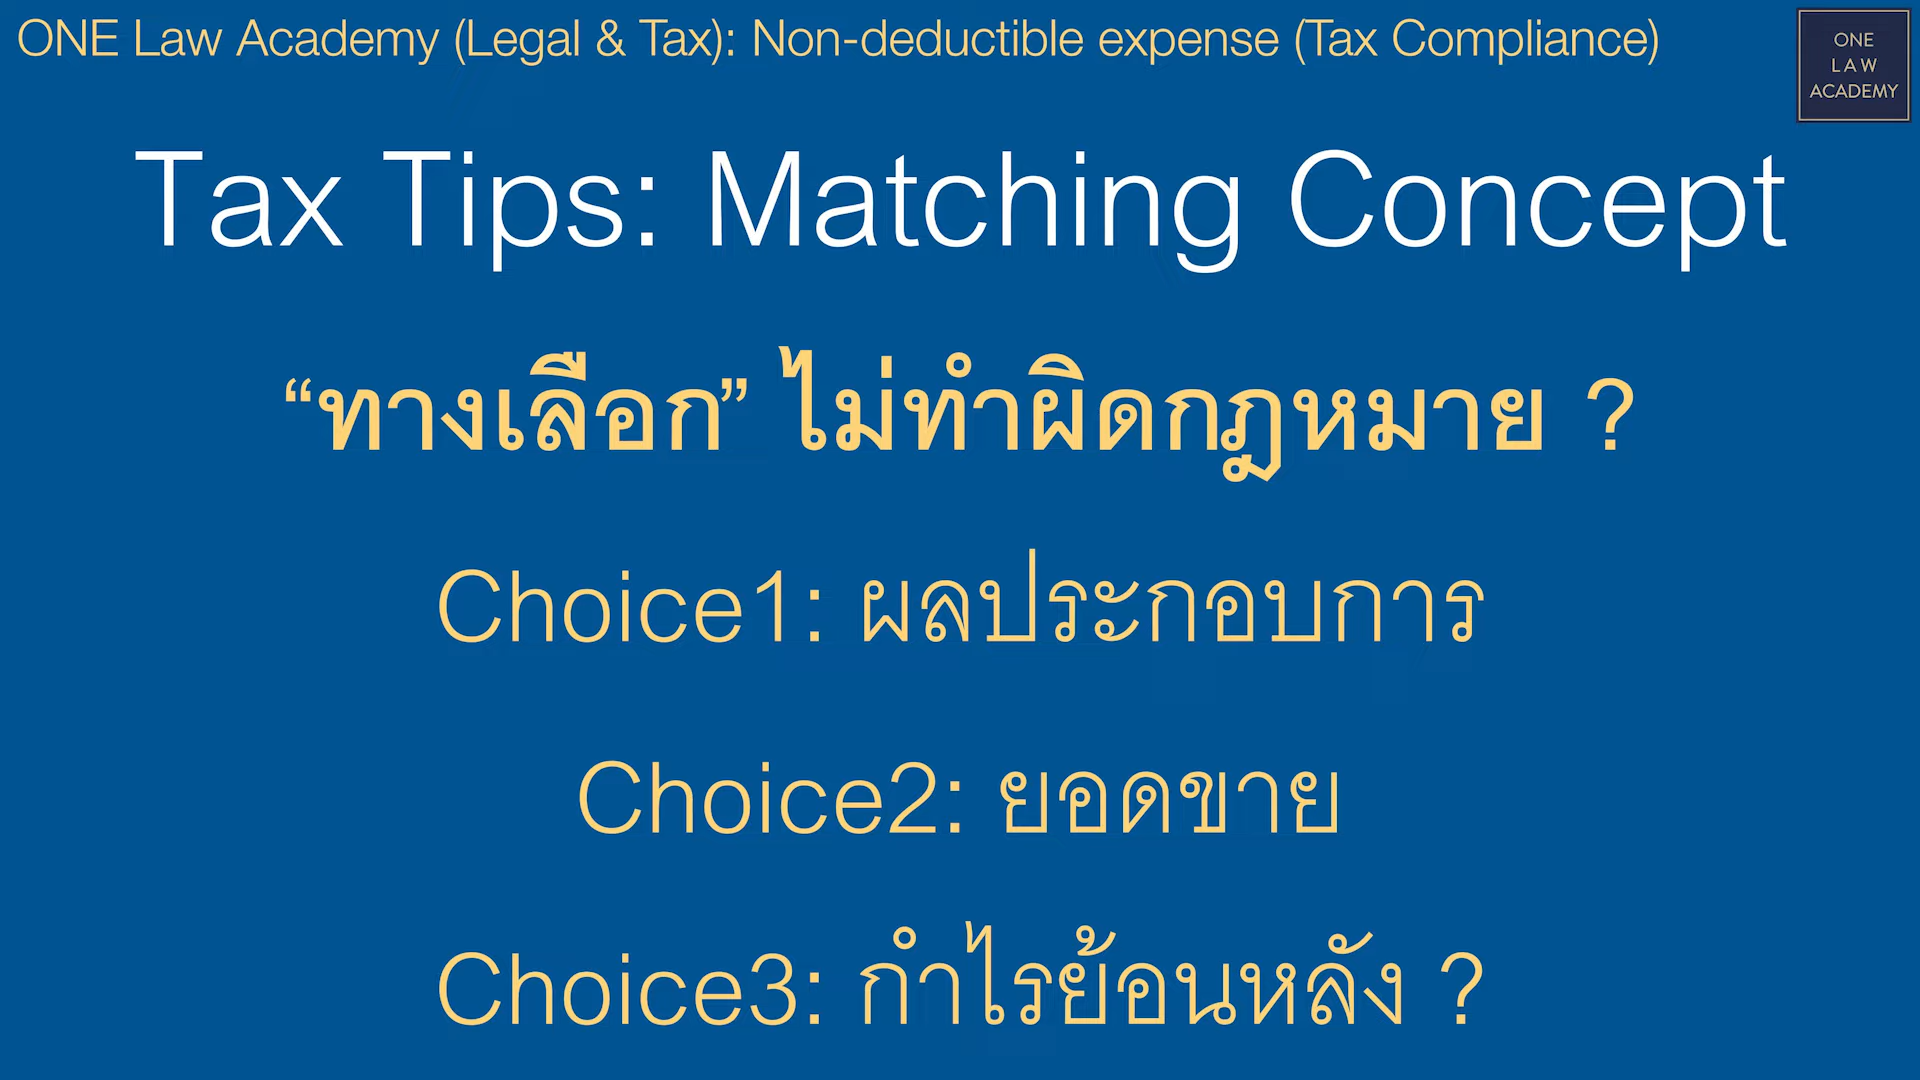 ONE Law Academy (Legal & Tax): Non-deductible expense (Tax Compliance)
ONE
LAW
ACADEMY
Tax Tips: Matching Concept
“ทางเลือก” ไม่ทำผิดกฎหมาย ?
Choice1: ผลประกอบการ
Choice2: ยอดขาย
Choice3: กำไรย้อนหลัง ?